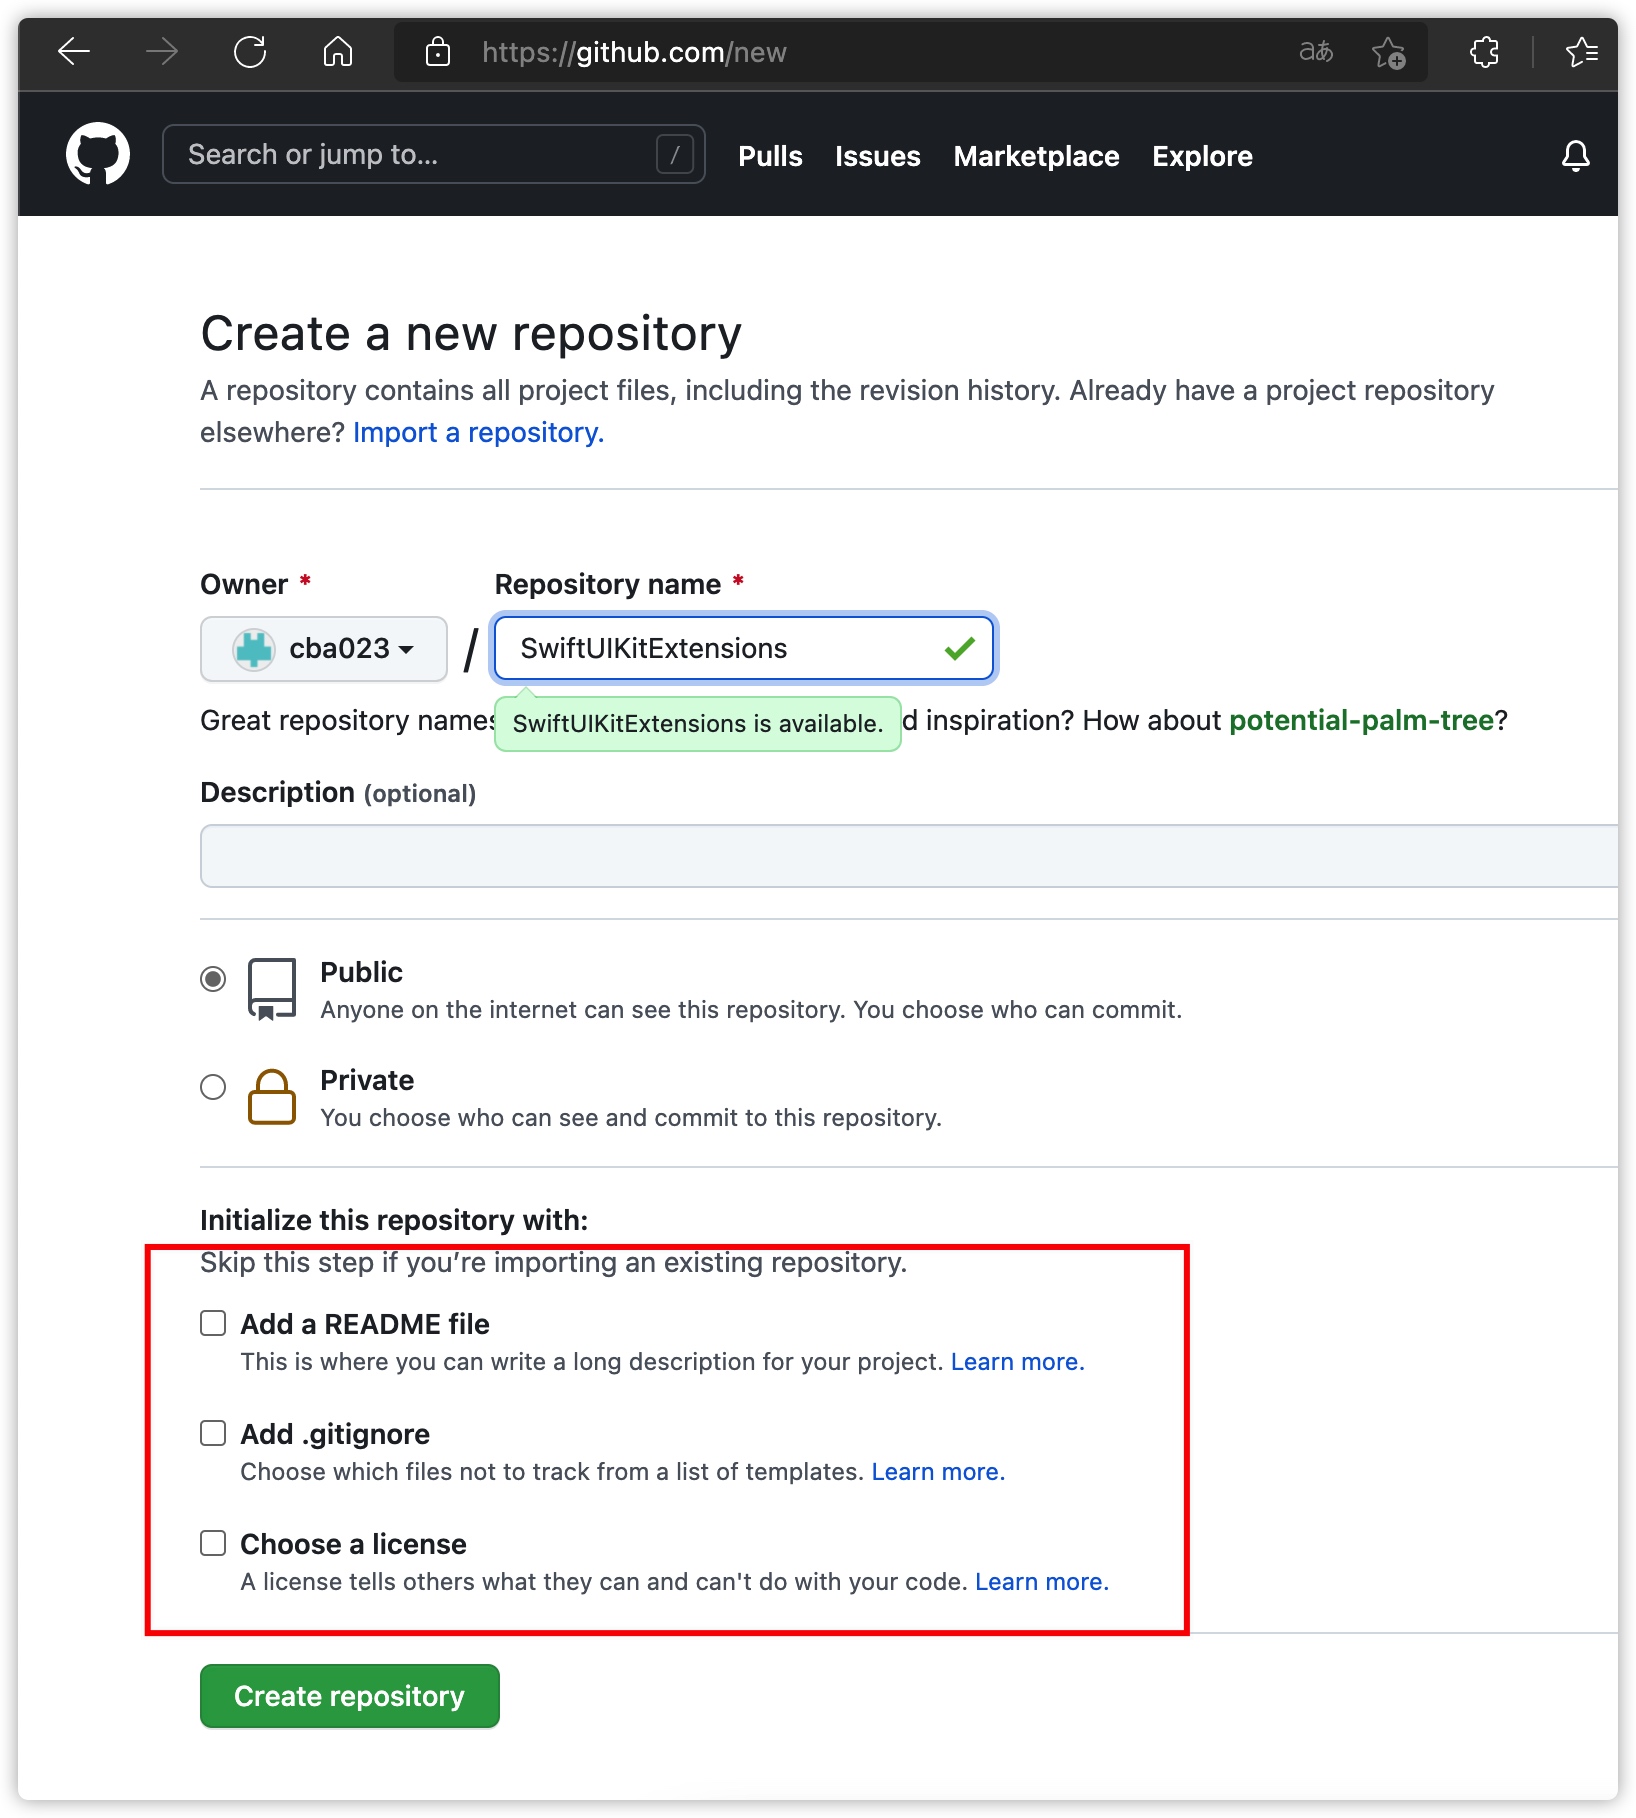 https://github.com/new
aあ
Search or jump to...
/
Pulls
Issues
Marketplace
Explore
Create a new repository
A repository contains all project files, including the revision history. Already have a project repository
elsewhere? Import a repository.
Owner *
Repository name *
cba023
/
SwiftUIKitExtensions
Great repository names
SwiftUIKitExtensions is available.
d inspiration? How about potential-palm-tree?
Description (optional)
Public
Anyone on the internet can see this repository. You choose who can commit.
Private
You choose who can see and commit to this repository.
Initialize this repository with:
Skip this step if you’re importing an existing repository.
Add a README file
This is where you can write a long description for your project. Learn more.
Add .gitignore
Choose which files not to track from a list of templates. Learn more.
Choose a license
A license tells others what they can and can't do with your code. Learn more.
Create repository